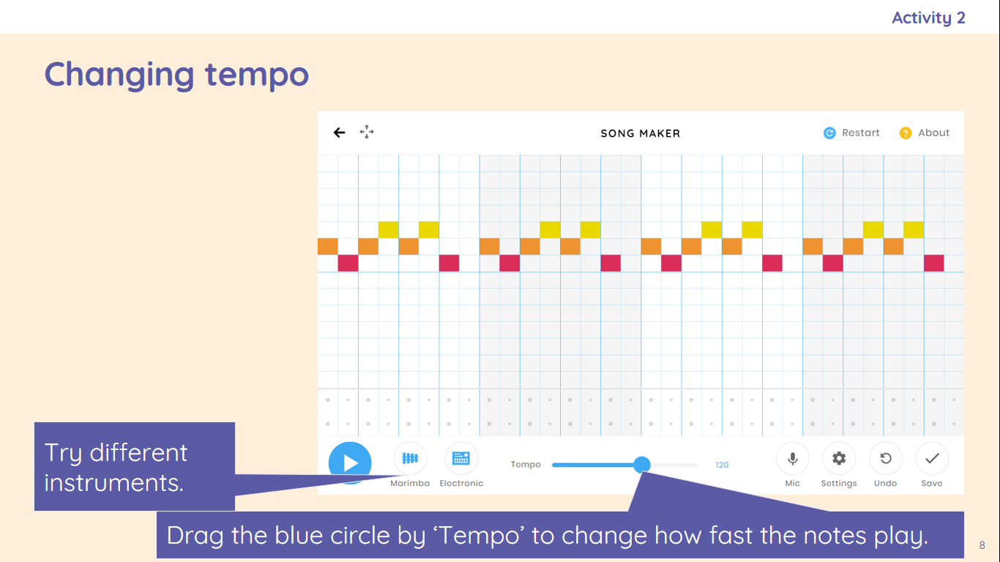 Activity 2
Changing tempo
SONG MAKER
Restart
About
Try different
instruments.
Marimba
Electronic
Tempo
120
Mic
Settings
Undo
Save
Drag the blue circle by ‘Tempo’ to change how fast the notes play.
8